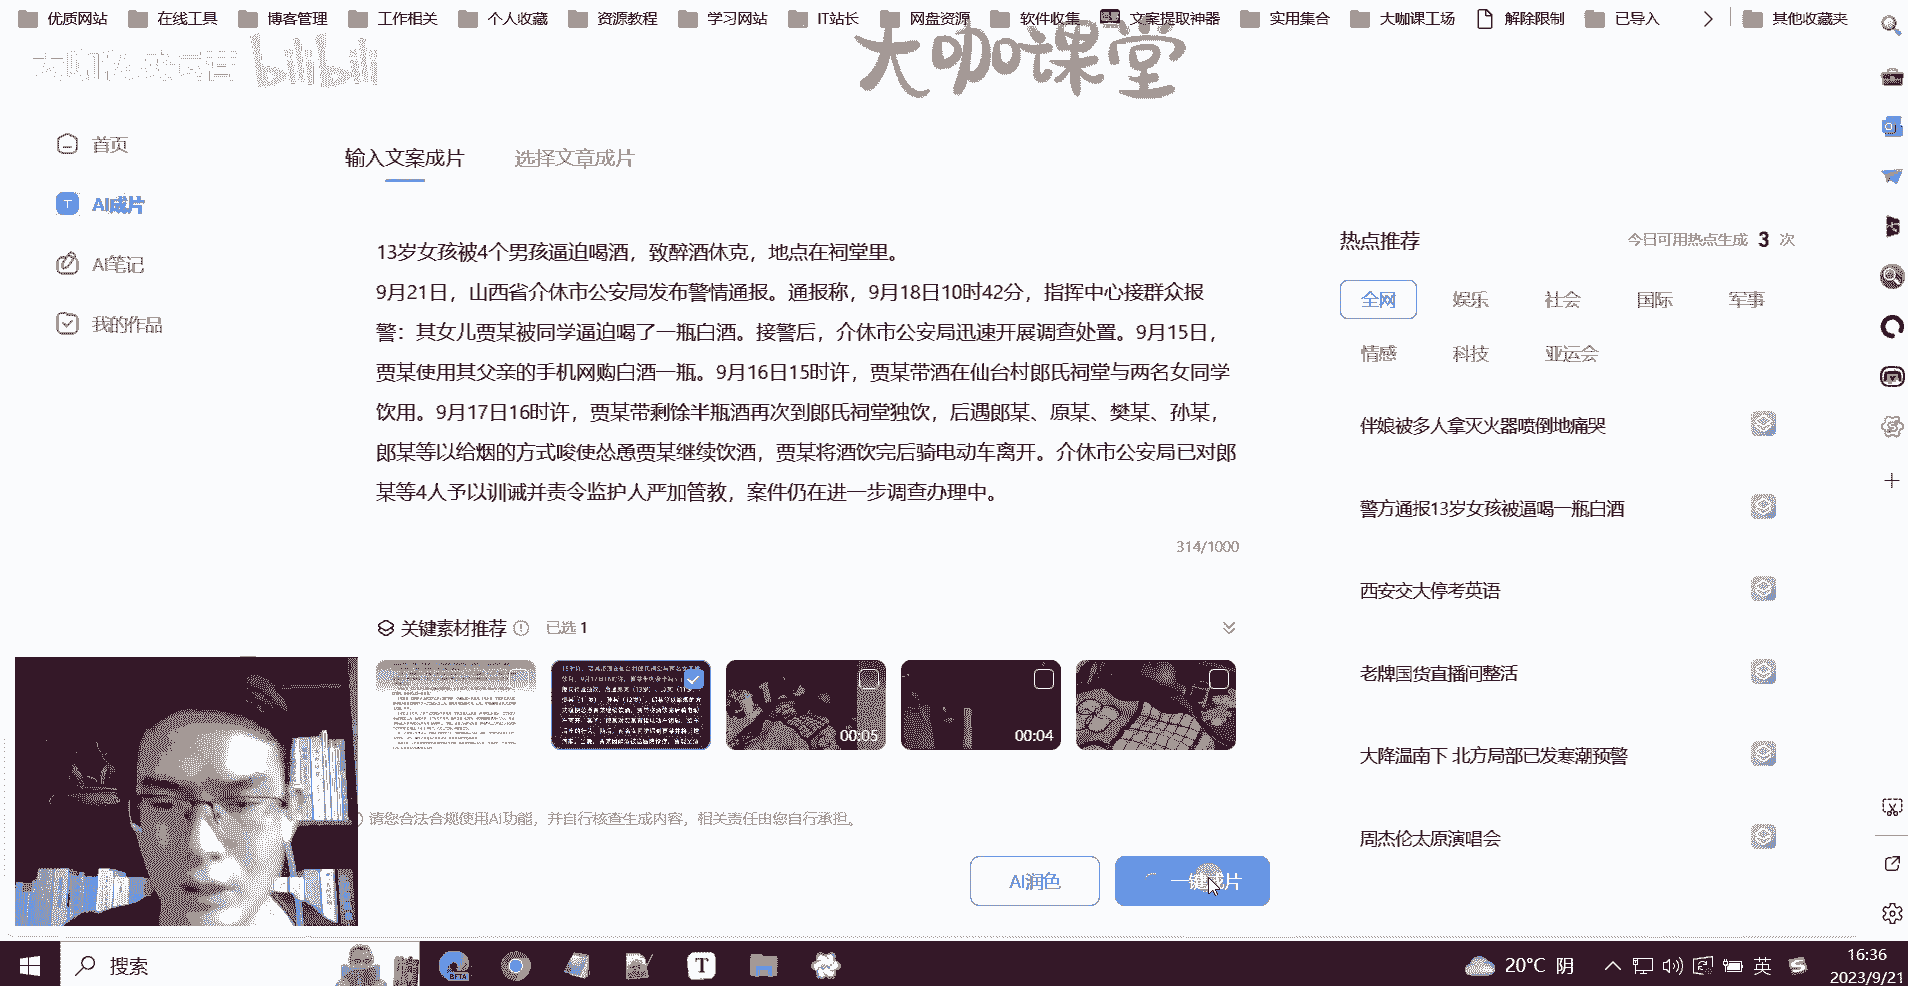 优质网站 在线工具 博客管理 工作相关 个人收藏 资源教程 学习网站 IT站长 网盘资源 软件收集 文案提取神器 实用集合 大咖课工场 解除限制 已导入 其他收藏夹
bilibili
大咖课堂
首页
AI成片
AI笔记
我的作品
输入文案成片 选择文章成片
13岁女孩被4个男孩逼迫喝酒，致醉酒休克，地点在祠堂里。
9月21日，山西省介休市公安局发布警情通报。通报称，9月18日10时42分，指挥中心接群众报
警：其女儿贾某被同学逼迫喝了一瓶白酒。接警后，介休市公安局迅速开展调查处置。9月15日，
贾某使用其父亲的手机网购白酒一瓶。9月16日15时许，贾某带酒在仙台村郎氏祠堂与两名女同学
饮用。9月17日16时许，贾某带剩馀半瓶酒再次到郎氏祠堂独饮，后遇郎某、原某、樊某、孙某，
郎某等以给烟的方式唆使怂恿贾某继续饮酒，贾某将酒饮完后骑电动车离开。介休市公安局已对郎
某等4人予以训诫并责令监护人严加管教，案件仍在进一步调查办理中。
314/1000
关键素材推荐 已选 1
00:05
00:04
请您合法合规使用AI功能，并自行核查生成内容，相关责任由您自行承担。
AI润色
一键成片
热点推荐 今日可用热点生成 3 次
全网 娱乐 社会 国际 军事
情感 科技 亚运会
伴娘被多人拿灭火器喷倒地痛哭
警方通报13岁女孩被逼喝一瓶白酒
西安交大停考英语
老牌国货直播间整活
大降温南下 北方局部已发寒潮预警
周杰伦太原演唱会
搜索
BETA
T
20°C 阴
英
16:36
2023/9/21